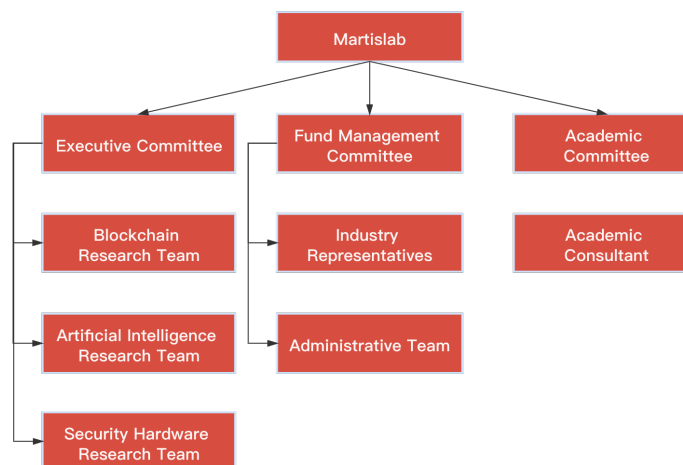 Martislab
Executive Committee
Fund Management
Committee
Academic
Committee
Blockchain
Research Team
Industry
Representatives
Academic
Consultant
Artificial Intelligence
Research Team
Administrative Team
Security Hardware
Research Team